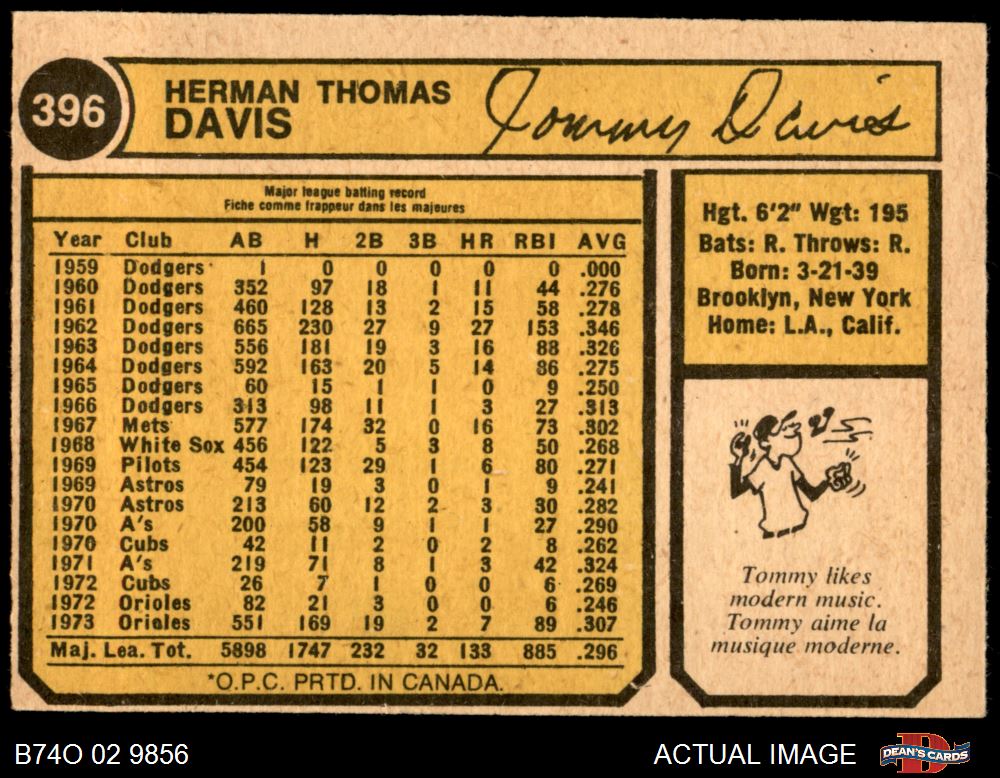 396
HERMAN THOMAS
DAVIS
Tommy Davis
Major league batting record
Fiche comme frappeur dans les majeures
Year Club AB H 2B 3B HR RBI AVG
1959 Dodgers 1 0 0 0 0 0 .000
1960 Dodgers 352 97 18 1 11 44 .276
1961 Dodgers 460 128 13 2 15 58 .278
1962 Dodgers 665 230 27 9 27 153 .346
1963 Dodgers 556 181 19 3 16 88 .326
1964 Dodgers 592 163 20 5 14 86 .275
1965 Dodgers 60 15 1 1 0 9 .250
1966 Dodgers 313 98 11 1 3 27 .313
1967 Mets 577 174 32 0 16 73 .302
1968 White Sox 456 122 5 3 8 50 .268
1969 Pilots 454 123 29 1 6 80 .271
1969 Astros 79 19 3 0 1 9 .241
1970 Astros 213 60 12 2 3 30 .282
1970 A's 200 58 9 1 1 27 .290
1970 Cubs 42 11 2 0 2 8 .262
1971 A's 219 71 8 1 3 42 .324
1972 Cubs 26 7 1 0 0 6 .269
1972 Orioles 82 21 3 0 0 6 .246
1973 Orioles 551 169 19 2 7 89 .307
Maj. Lea. Tot. 5898 1747 232 32 133 885 .296
*O.P.C. PRTD. IN CANADA.
Hgt. 6'2" Wgt: 195
Bats: R. Throws: R.
Born: 3-21-39
Brooklyn, New York
Home: L.A., Calif.
Tommy likes
modern music.
Tommy aime la
musique moderne.
B74O 02 9856
ACTUAL IMAGE
DEAN'S CARDS